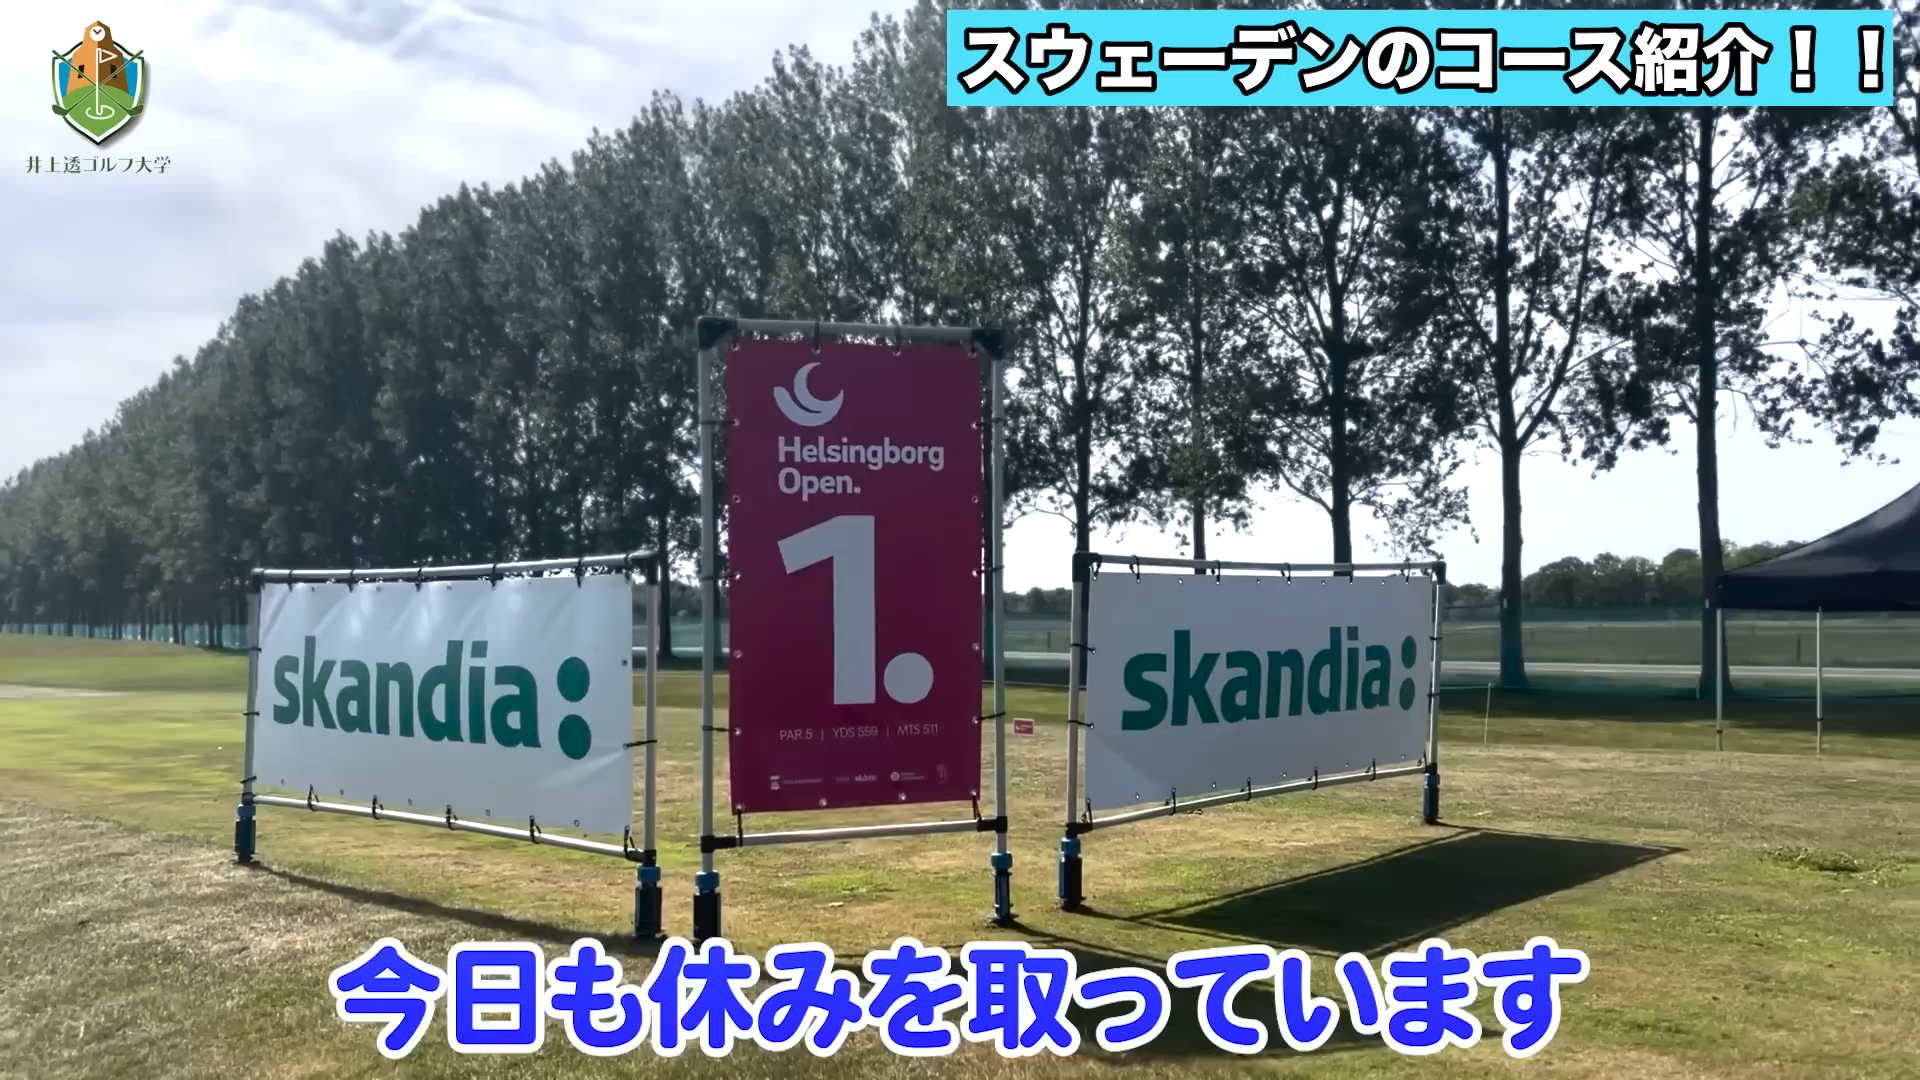 井上透ゴルフ大学
スウェーデンのコース紹介！！
Helsingborg
Open.
1.
PAR 5 | YDS 559 | MTS 511
skandia:
skandia:
今日も休みを取っています